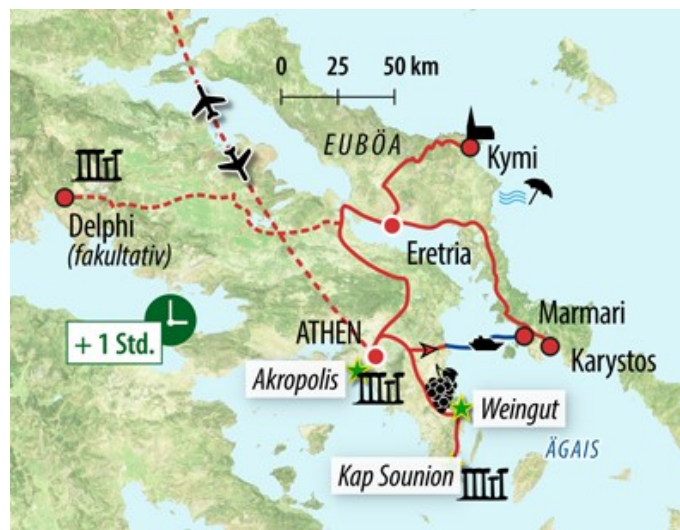 0 25 50 km
EUBÖA
Kymi
Delphi
(fakultativ)
Eretria
+ 1 Std.
ATHEN
Marmari
Karystos
Akropolis
Weingut
ÄGAIS
Kap Sounion